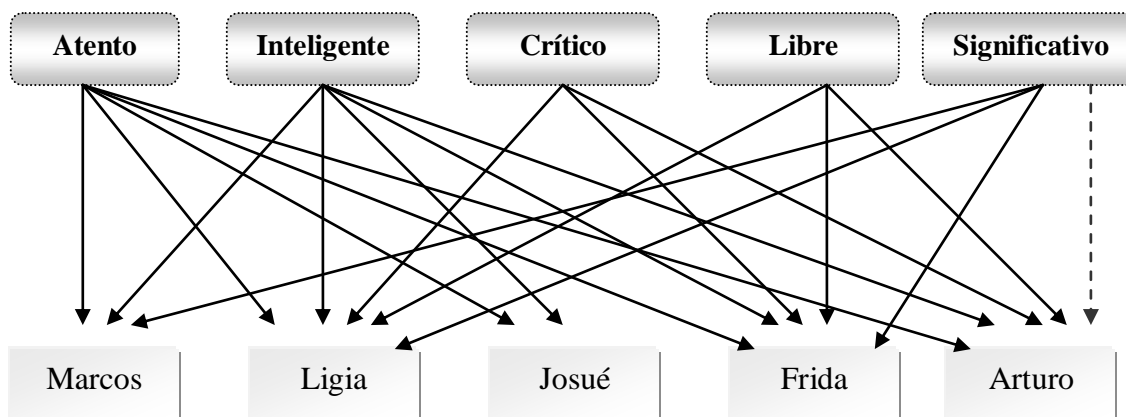 Atento
Inteligente
Crítico
Libre
Significativo
Marcos
Ligia
Josué
Frida
Arturo